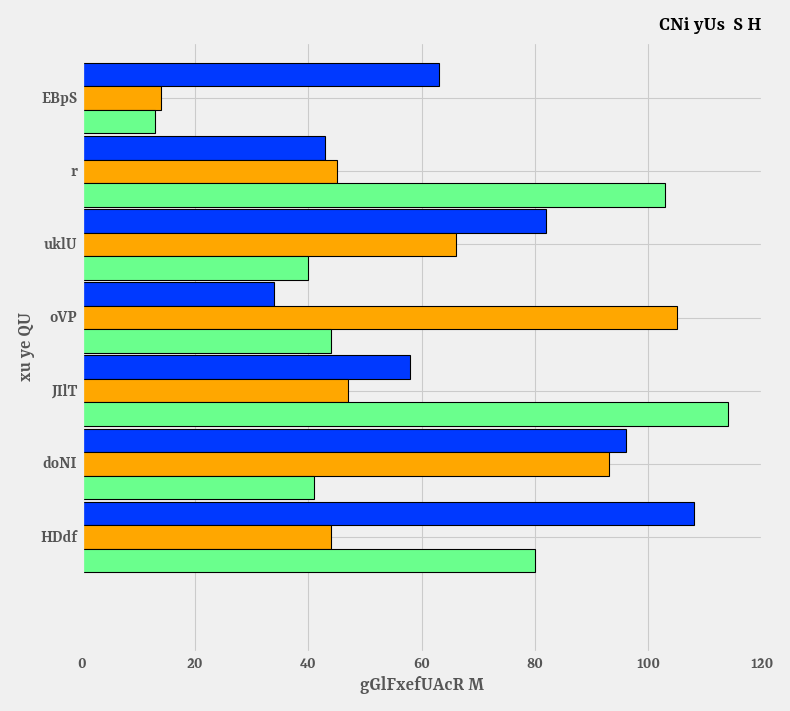 CNi yUs  S H
EBpS
r
uklU
oVP
JIlT
doNI
HDdf
xu ye QU
0 20 40 60 80 100 120
gGlFxefUAcR M